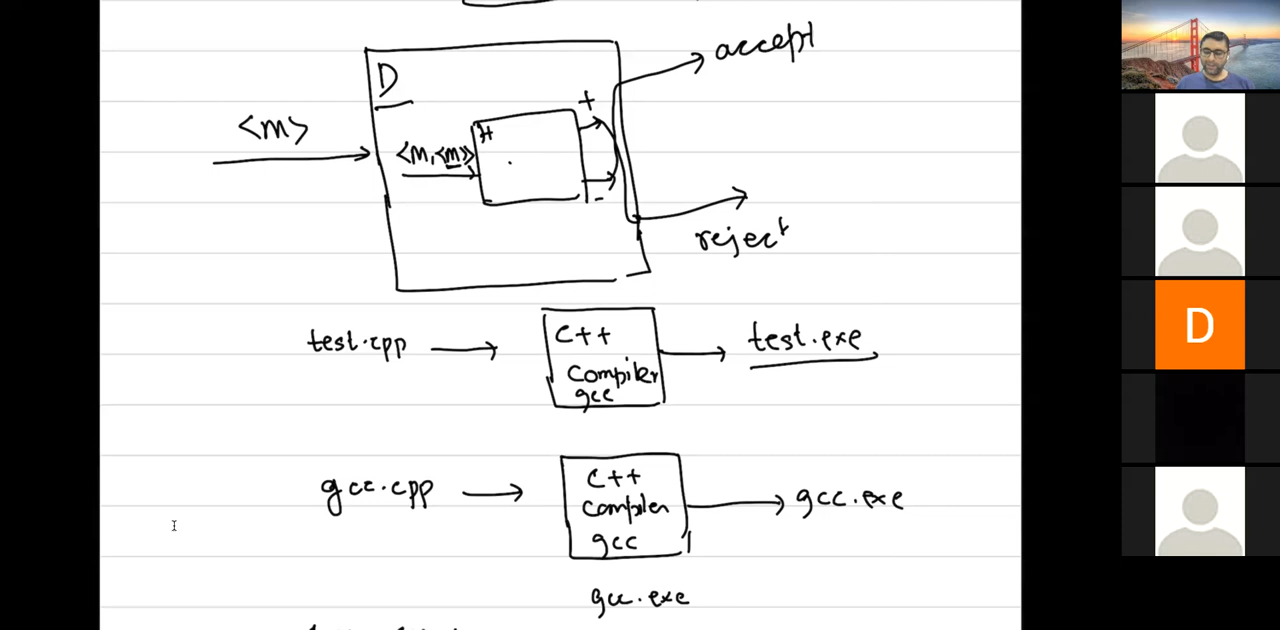 accept
D
<m>
+
H
<m,<m>>
-
reject
test.cpp
C++
compiler
gcc
test.exe
gcc.cpp
C++
compiler
gcc
gcc.exe
gcc.exe
D